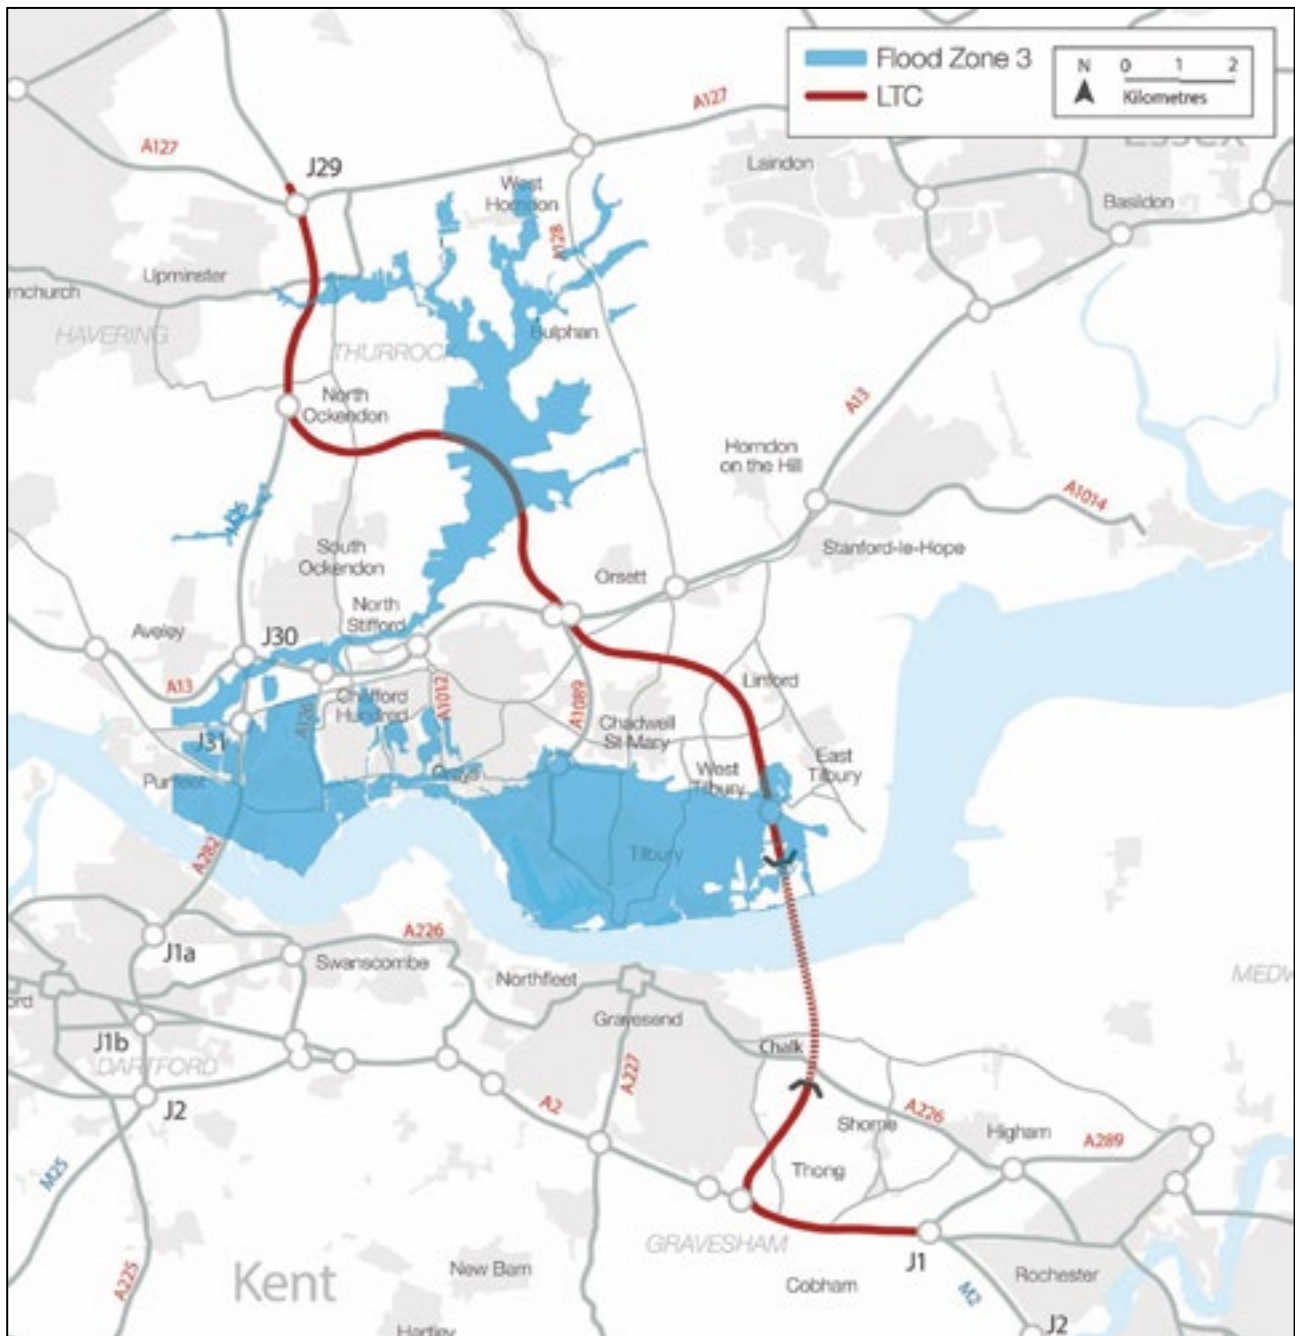 Flood Zone 3
LTC
N
0 1 2
Kilometres
A127
A127
J29
West
Horndon
Laindon
Basildon
A128
Upminster
HAVERING
THURROCK
Bulphan
North
Ockendon
A13
Horndon
on the Hill
A1014
South
Ockendon
Stanford-le-Hope
Orsett
North
Stifford
Aveley
J30
A13
Chafford
Hundred
A1012
A1089
Linford
Chadwell
St Mary
J31
Purfleet
Grays
West
Tilbury
East
Tilbury
A282
Tilbury
J1a
A226
Swanscombe
Northfleet
Gravesend
J1b
DARTFORD
Chalk
A227
J2
A2
Shorne
A226
Higham
A289
M25
Thong
GRAVESHAM
J1
Kent
New Barn
Cobham
Rochester
A225
M2
Hartley
J2